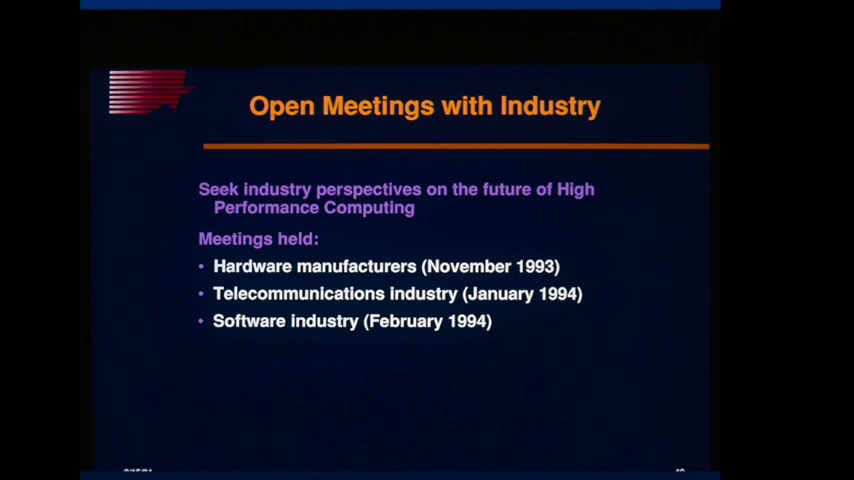 Open Meetings with Industry
Seek industry perspectives on the future of High
Performance Computing
Meetings held:
• Hardware manufacturers (November 1993)
• Telecommunications industry (January 1994)
• Software industry (February 1994)